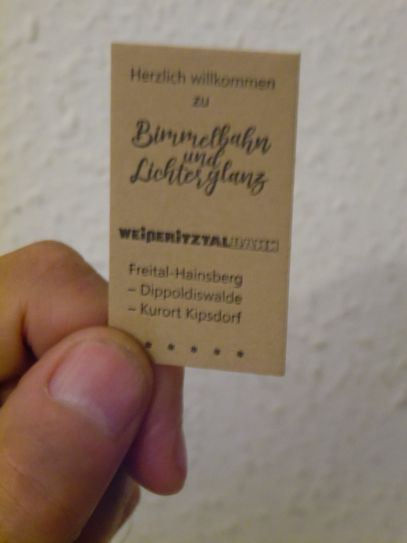 Herzlich willkommen
zu
Bimmelbahn
und
Lichterglanz
WEIßERITZTALBAHN
Freital-Hainsberg
– Dippoldiswalde
– Kurort Kipsdorf
* * * * *